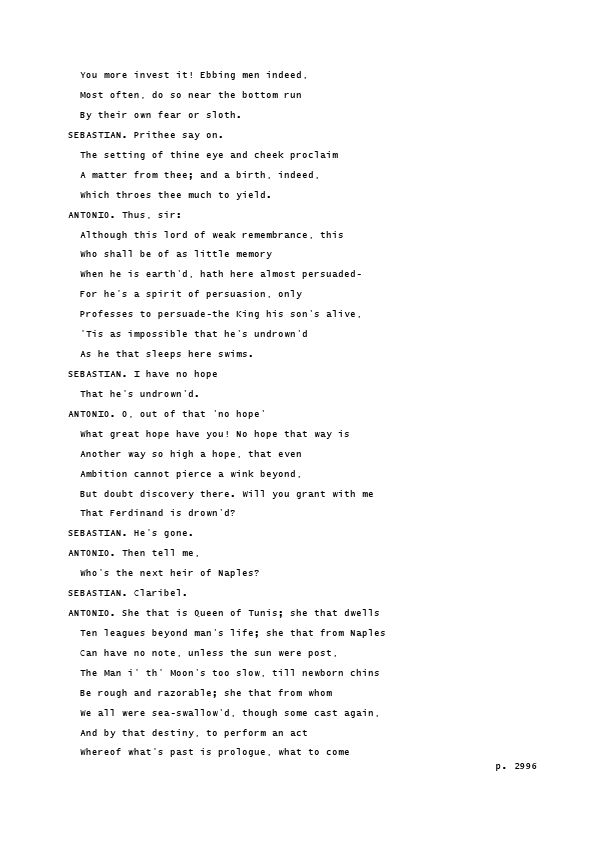 You more invest it! Ebbing men indeed,
Most often, do so near the bottom run
By their own fear or sloth.
SEBASTIAN. Prithee say on.
The setting of thine eye and cheek proclaim
A matter from thee; and a birth, indeed,
Which throes thee much to yield.
ANTONIO. Thus, sir:
Although this lord of weak remembrance, this
Who shall be of as little memory
When he is earth'd, hath here almost persuaded-
For he's a spirit of persuasion, only
Professes to persuade-the King his son's alive,
'Tis as impossible that he's undrown'd
As he that sleeps here swims.
SEBASTIAN. I have no hope
That he's undrown'd.
ANTONIO. O, out of that 'no hope'
What great hope have you! No hope that way is
Another way so high a hope, that even
Ambition cannot pierce a wink beyond,
But doubt discovery there. Will you grant with me
That Ferdinand is drown'd?
SEBASTIAN. He's gone.
ANTONIO. Then tell me,
Who's the next heir of Naples?
SEBASTIAN. Claribel.
ANTONIO. She that is Queen of Tunis; she that dwells
Ten leagues beyond man's life; she that from Naples
Can have no note, unless the sun were post,
The Man i' th' Moon's too slow, till newborn chins
Be rough and razorable; she that from whom
We all were sea-swallow'd, though some cast again,
And by that destiny, to perform an act
Whereof what's past is prologue, what to come
p. 2996